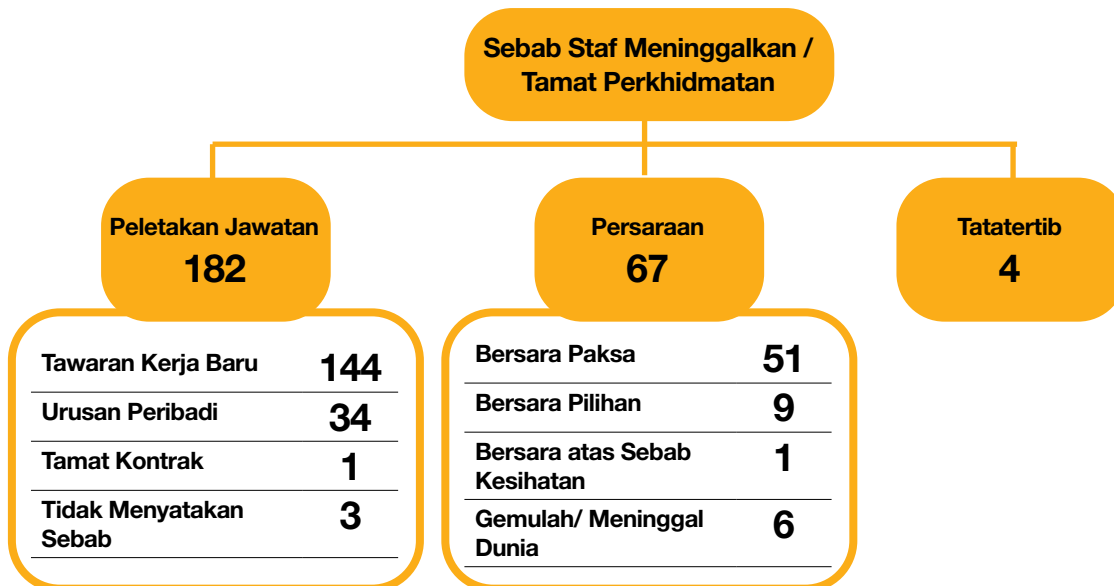 Sebab Staf Meninggalkan /
Tamat Perkhidmatan
Peletakan Jawatan
182
Persaraan
67
Tatatertib
4
Tawaran Kerja Baru 144
Urusan Peribadi 34
Tamat Kontrak 1
Tidak Menyatakan
Sebab 3
Bersara Paksa 51
Bersara Pilihan 9
Bersara atas Sebab
Kesihatan 1
Gemulah/ Meninggal
Dunia 6